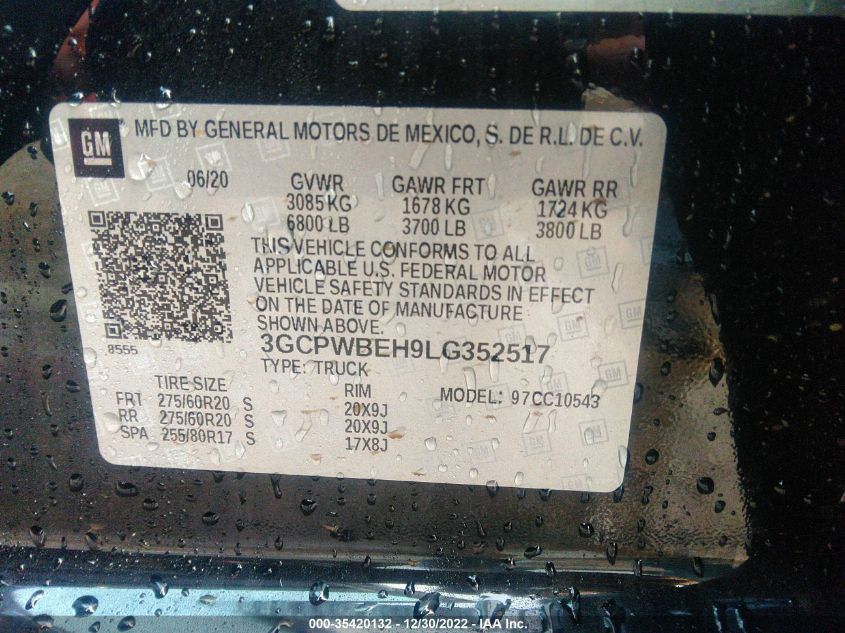 GM
MFD BY GENERAL MOTORS DE MEXICO, S. DE R.L. DE C.V.
06/20 GVWR GAWR FRT GAWR RR
3085 KG 1678 KG 1724 KG
6800 LB 3700 LB 3800 LB
THIS VEHICLE CONFORMS TO ALL
APPLICABLE U.S. FEDERAL MOTOR
VEHICLE SAFETY STANDARDS IN EFFECT
ON THE DATE OF MANUFACTURE
SHOWN ABOVE.
8555
3GCPWBEH9LG352517
TYPE: TRUCK
TIRE SIZE RIM MODEL: 97CC10543
FRT 275/60R20 S 20X9J
RR 275/60R20 S 20X9J
SPA 255/80R17 S 17X8J
000-35420132 - 12/30/2022 - IAA Inc.